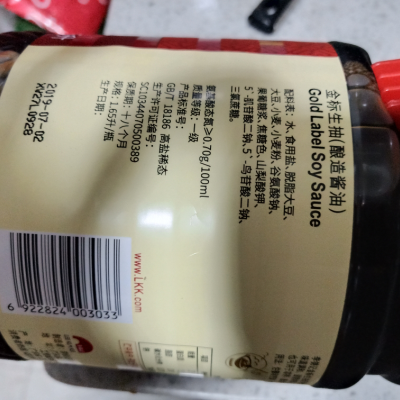 金标生抽(酿造酱油)
Gold Label Soy Sauce
配料表: 水,食用盐,脱脂大豆,
大豆,小麦,小麦粉,谷氨酸钠,
果葡糖浆,焦糖色,山梨酸钾,
5'-肌苷酸二钠,5'-鸟苷酸二钠,
三氯蔗糖。
氨基酸态氮≥0.70g/100ml
质量等级: 一级
产品标准号:
GB/T 18186 高盐稀态
生产许可证编号:
SC10344070500389
保质期: 十八个月
规格: 1.65升/瓶
生产日期:
2019-07-02
www.LKK.com
6 922824 003033